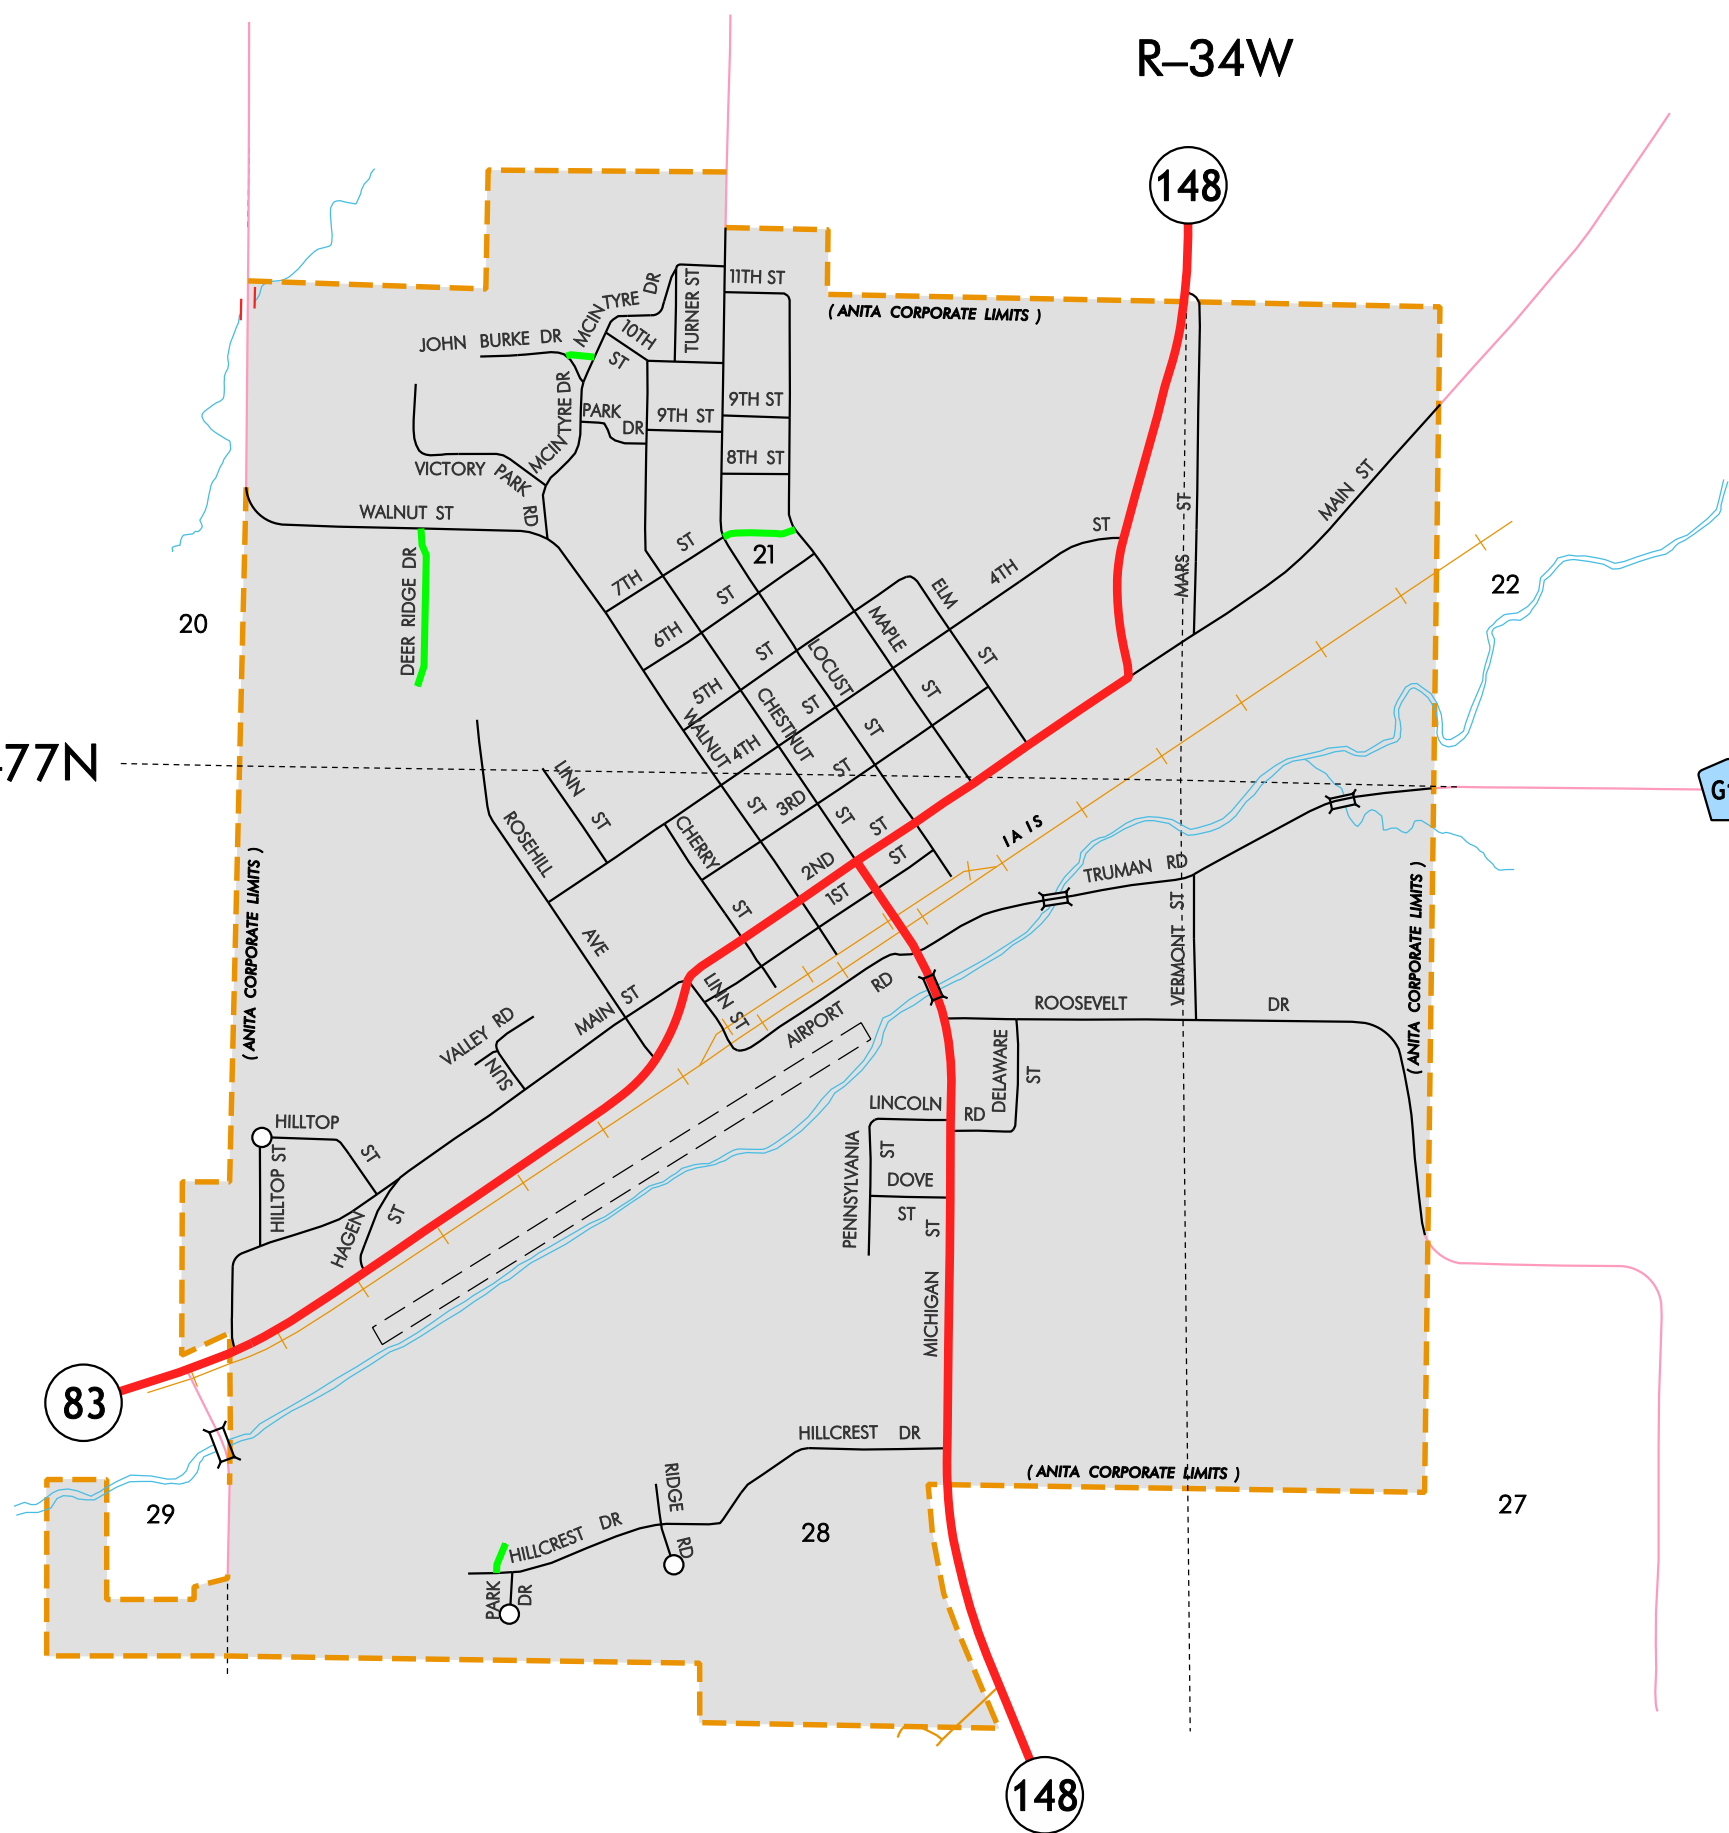 R–34W
148
11TH ST
MCINTYRE DR
TURNER ST
( ANITA CORPORATE LIMITS )
10TH ST
JOHN BURKE DR
MCINTYRE DR
PARK DR
9TH ST
9TH ST
8TH ST
VICTORY PARK RD
WALNUT ST
MAIN ST
MARS ST
4TH ST
7TH ST
21
22
20
DEER RIDGE DR
6TH ST
ELM ST
MAPLE ST
5TH ST
LOCUST ST
CHESTNUT ST
WALNUT ST
4TH ST
77N
LINN ST
3RD ST
ROSEHILL AVE
CHERRY ST
2ND ST
1ST ST
IAIS
TRUMAN RD
G
( ANITA CORPORATE LIMITS )
( ANITA CORPORATE LIMITS )
VERMONT ST
LINN ST
MAIN ST
AIRPORT RD
ROOSEVELT DR
VALLEY RD
SUN
DELAWARE ST
LINCOLN RD
HILLTOP ST
HILLTOP ST
PENNSYLVANIA ST
DOVE ST
HAGEN ST
MICHIGAN ST
83
HILLCREST DR
( ANITA CORPORATE LIMITS )
RIDGE RD
29
27
28
HILLCREST DR
PARK DR
148